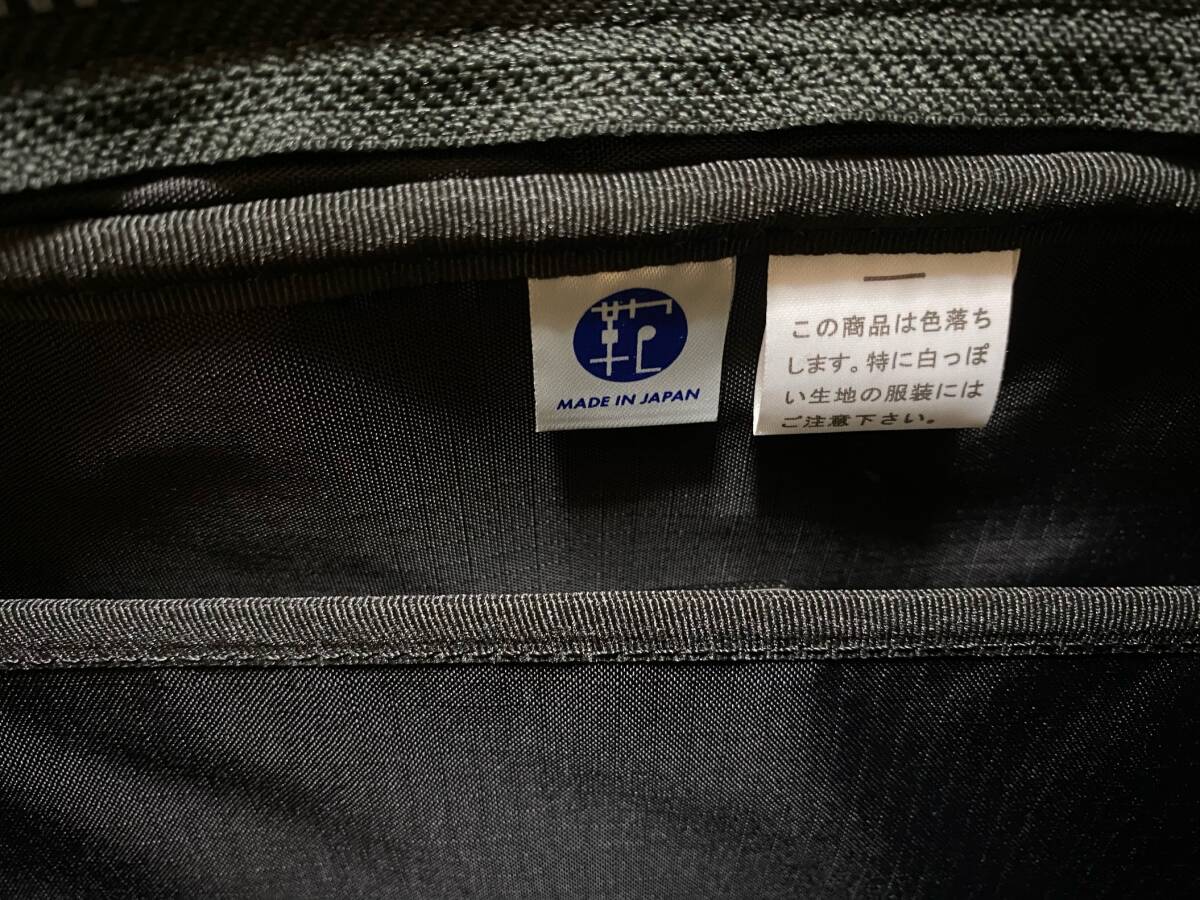 MADE IN JAPAN
この商品は色落ち
します。特に白っぽ
い生地の服装には
ご注意下さい。